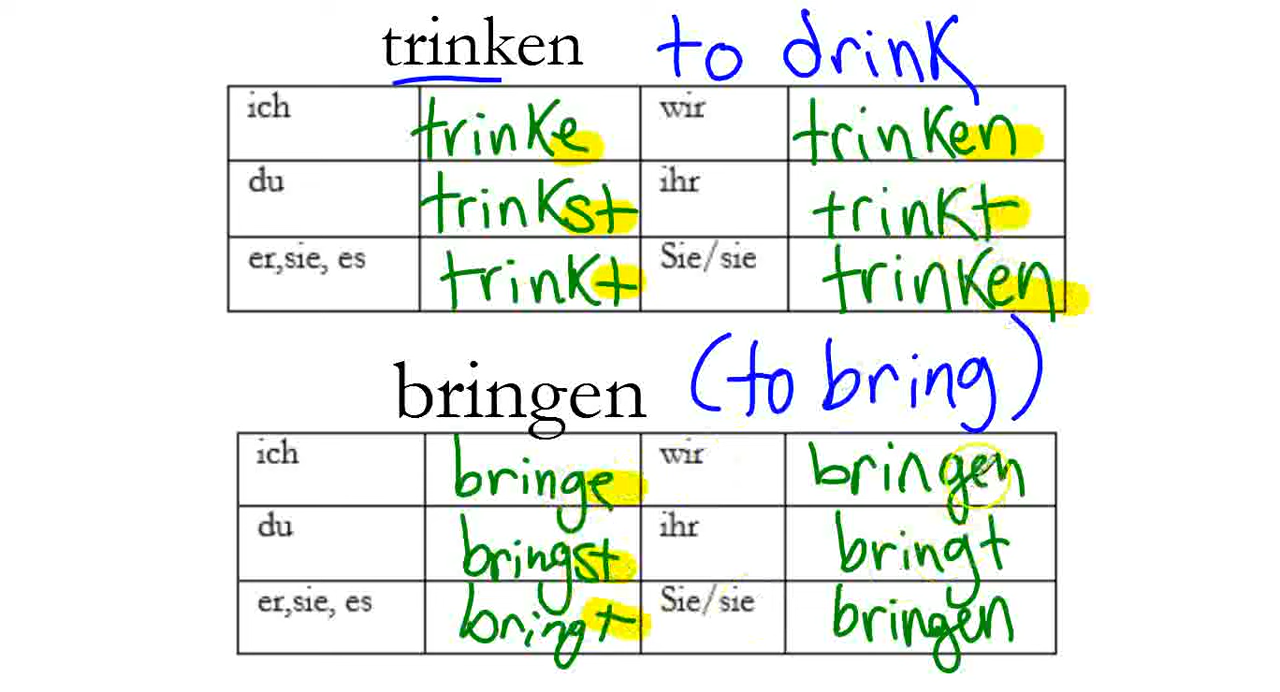 trinken to drink
ich trinke wir trinken
du trinkst ihr trinkt
er,sie, es trinkt Sie/sie trinken
bringen (to bring)
ich bringe wir bringen
du bringst ihr bringt
er,sie, es bringt Sie/sie bringen